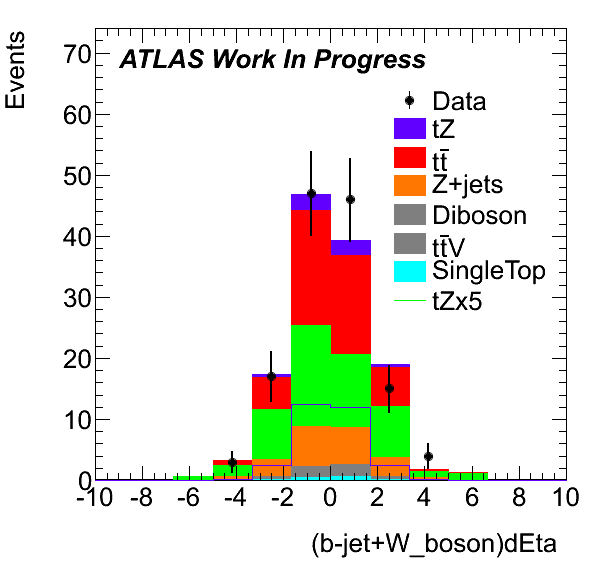 Events
ATLAS Work In Progress
70
60
50
40
30
20
10
0
Data
tZ
tt̄
Z+jets
Diboson
tt̄V
SingleTop
tZx5
-10 -8 -6 -4 -2 0 2 4 6 8 10
(b-jet+W_boson)dEta